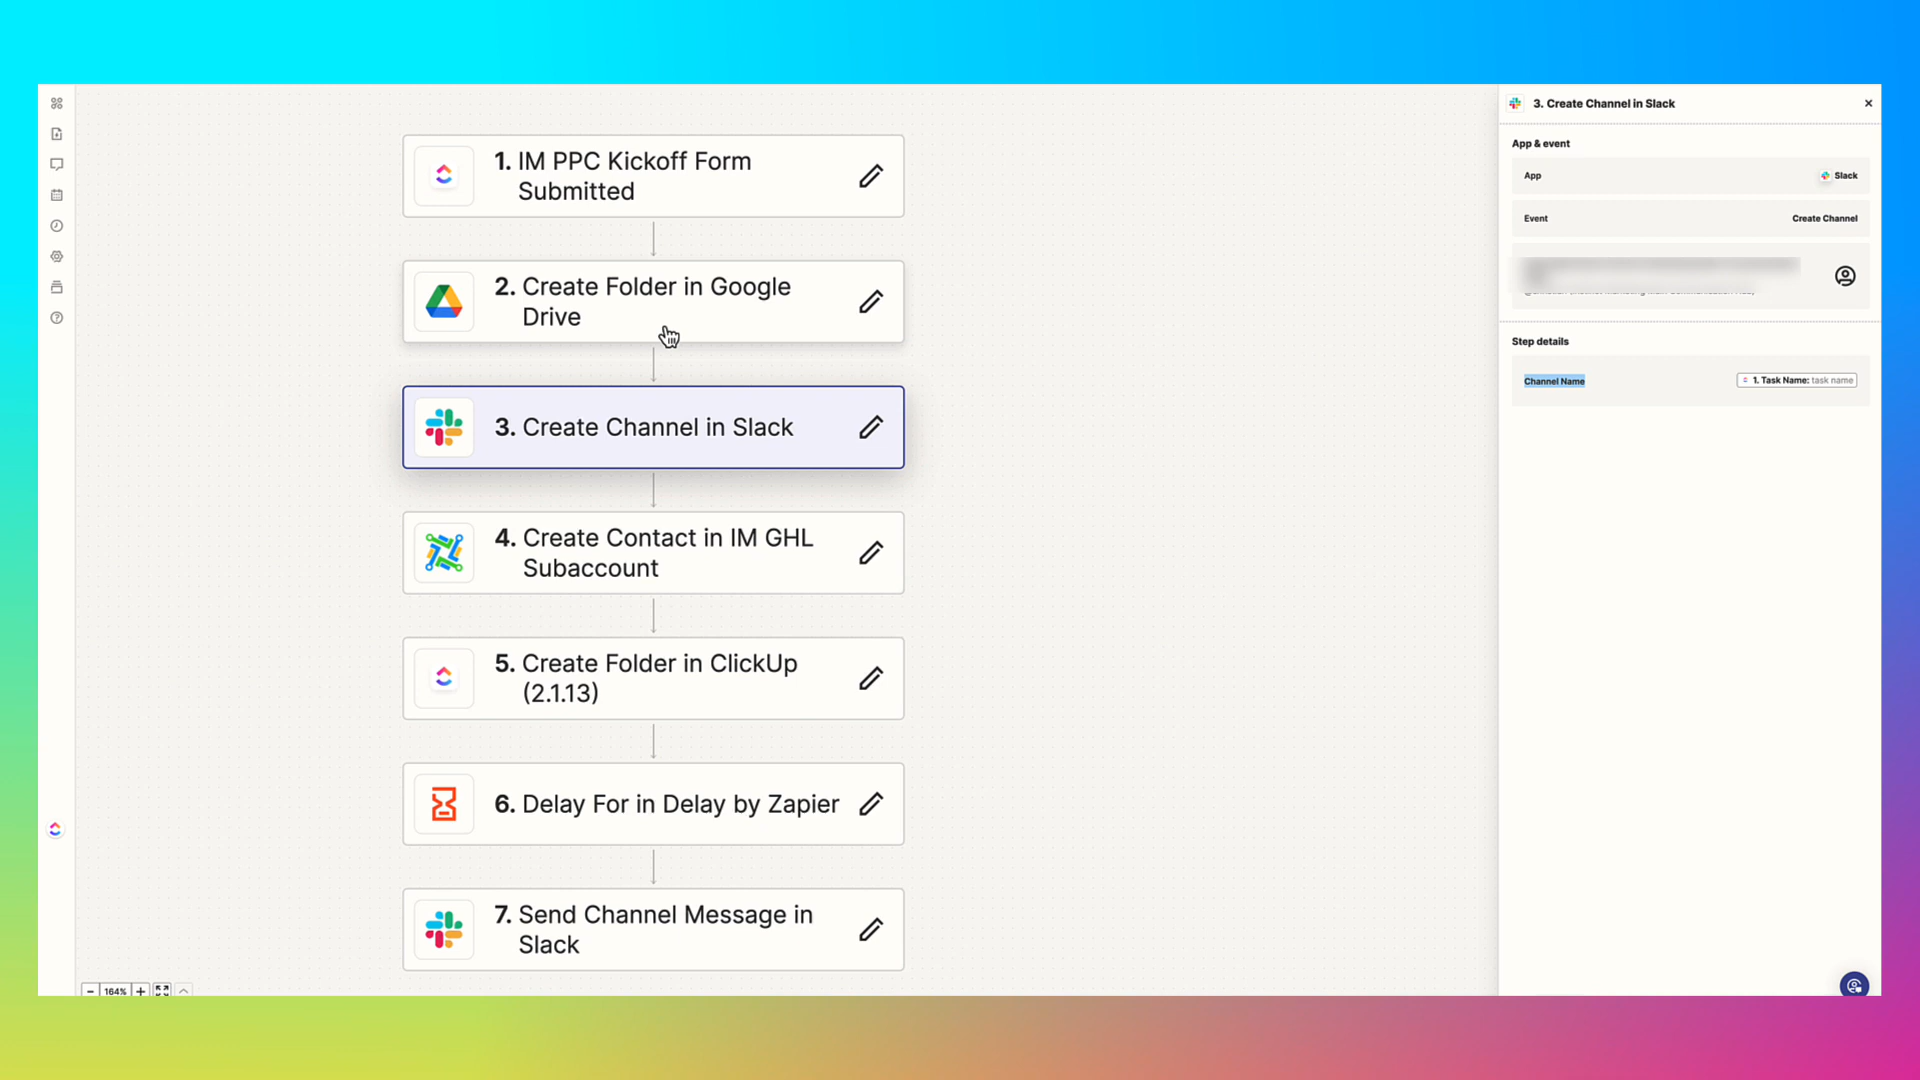 1. IM PPC Kickoff Form
Submitted
2. Create Folder in Google
Drive
3. Create Channel in Slack
4. Create Contact in IM GHL
Subaccount
5. Create Folder in ClickUp
(2.1.13)
6. Delay For in Delay by Zapier
7. Send Channel Message in
Slack
164%
3. Create Channel in Slack
App & event
App Slack
Event Create Channel
Step details
Channel Name 1. Task Name: task name